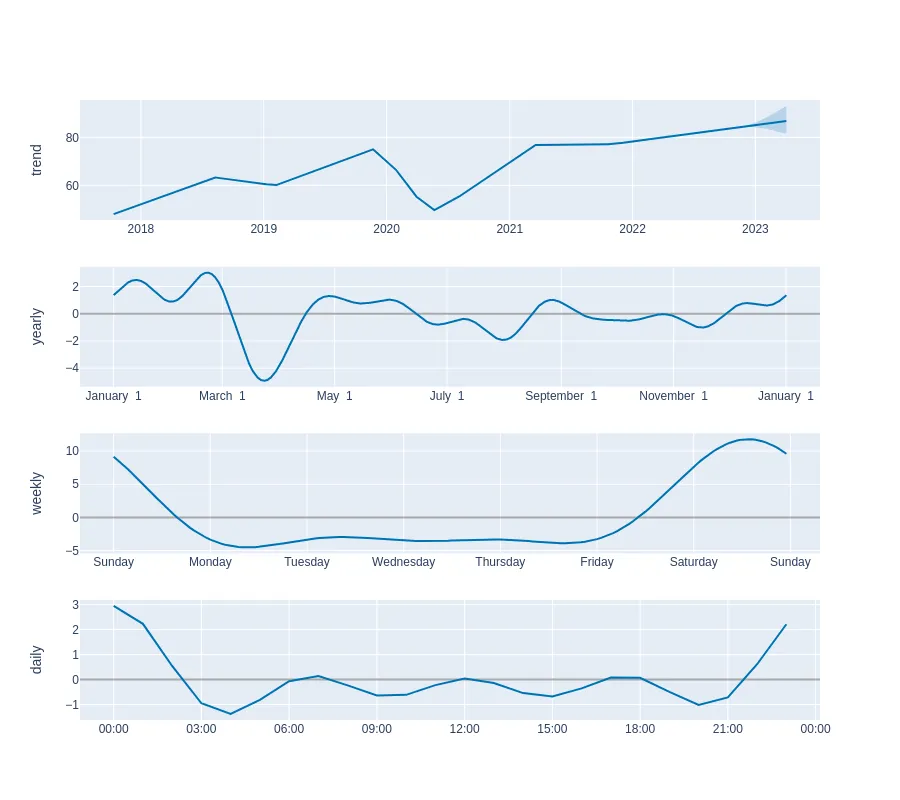 trend
80
60
2018 2019 2020 2021 2022 2023
yearly
2
0
−2
−4
January 1 March 1 May 1 July 1 September 1 November 1 January 1
weekly
10
5
0
−5
Sunday Monday Tuesday Wednesday Thursday Friday Saturday Sunday
daily
3
2
1
0
−1
00:00 03:00 06:00 09:00 12:00 15:00 18:00 21:00 00:00